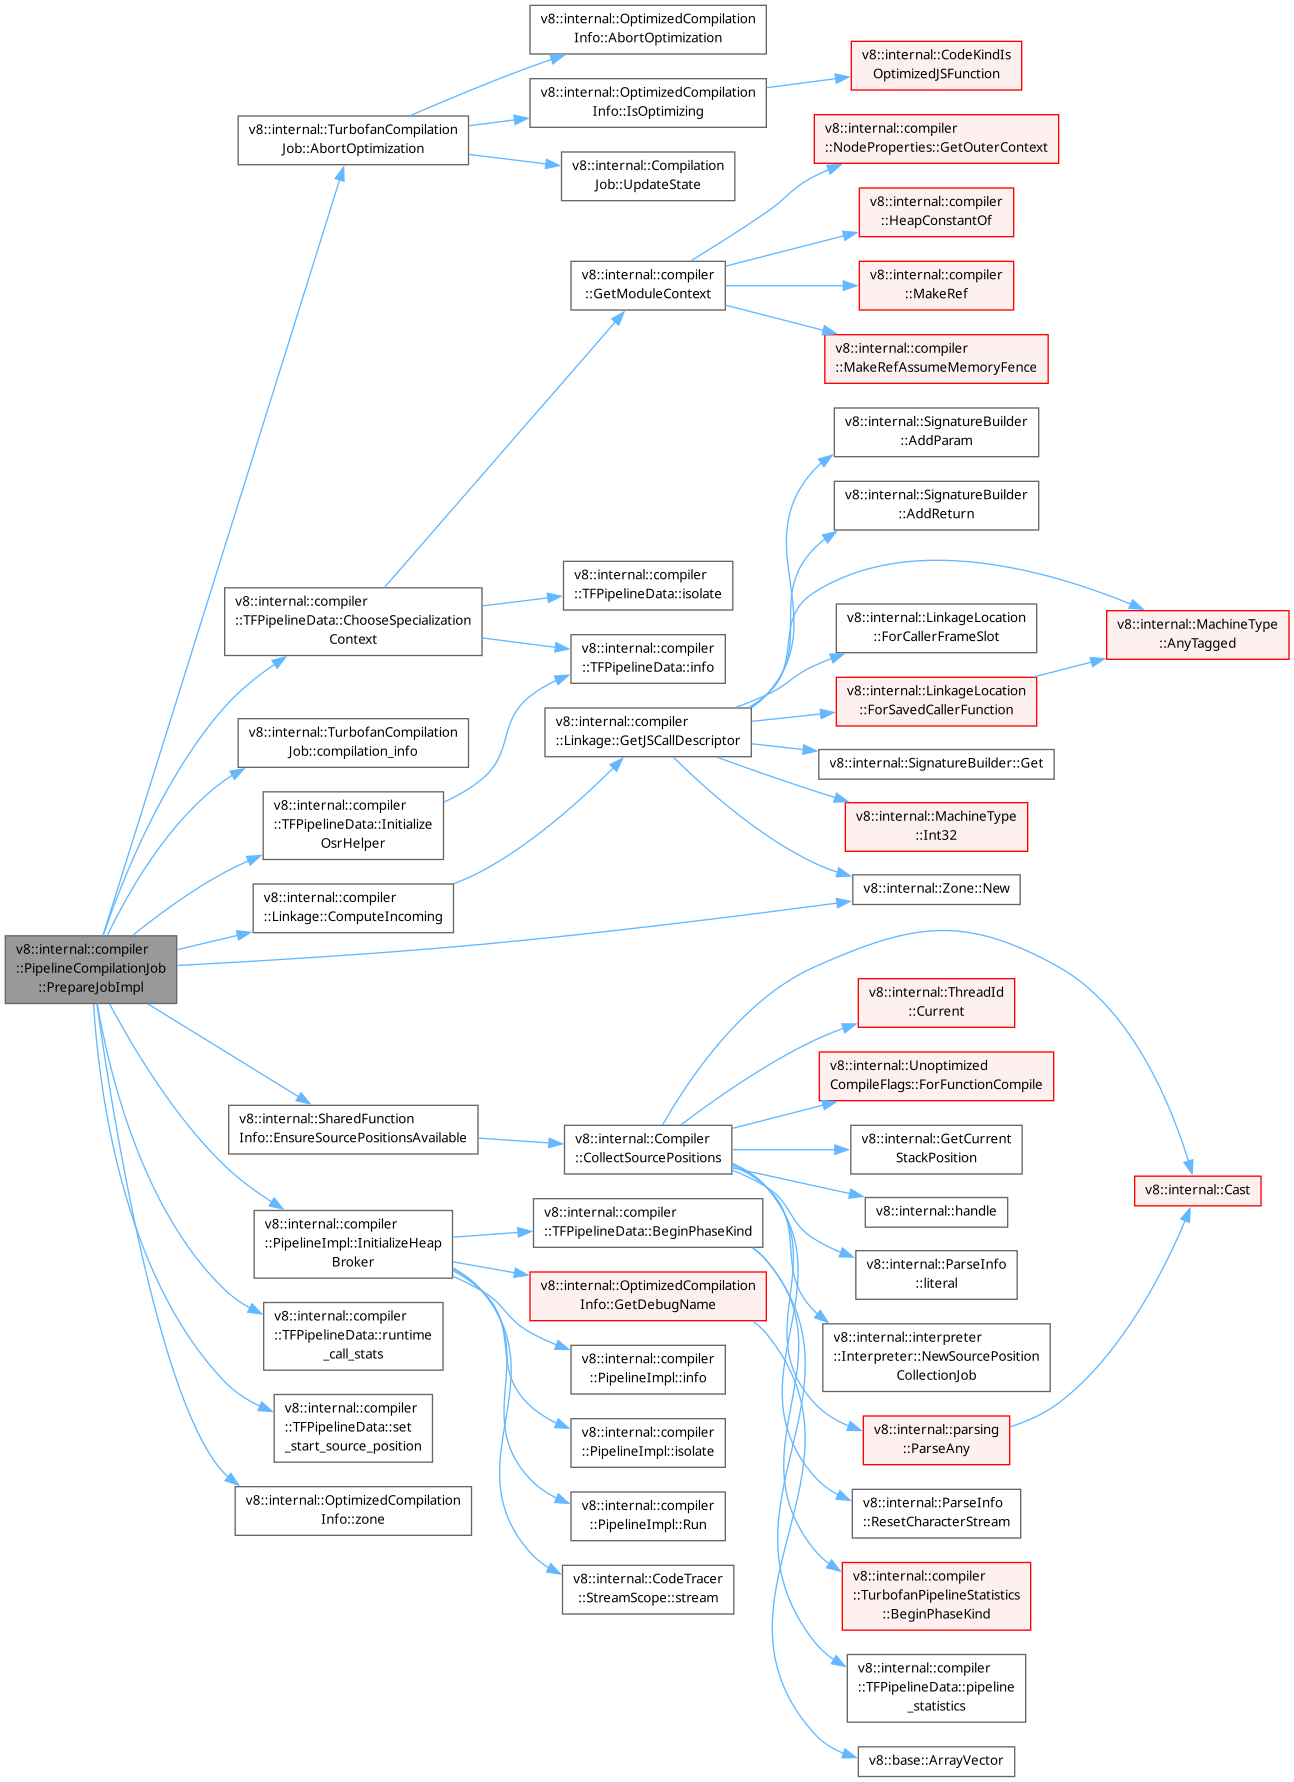 v8::internal::OptimizedCompilation
Info::AbortOptimization
v8::internal::CodeKindIs
OptimizedJSFunction
v8::internal::OptimizedCompilation
Info::IsOptimizing
v8::internal::TurbofanCompilation
Job::AbortOptimization
v8::internal::compiler
::NodeProperties::GetOuterContext
v8::internal::Compilation
Job::UpdateState
v8::internal::compiler
::HeapConstantOf
v8::internal::compiler
::GetModuleContext
v8::internal::compiler
::MakeRef
v8::internal::compiler
::MakeRefAssumeMemoryFence
v8::internal::SignatureBuilder
::AddParam
v8::internal::SignatureBuilder
::AddReturn
v8::internal::compiler
::TFPipelineData::isolate
v8::internal::compiler
::TFPipelineData::ChooseSpecialization
Context
v8::internal::LinkageLocation
::ForCallerFrameSlot
v8::internal::MachineType
::AnyTagged
v8::internal::compiler
::TFPipelineData::info
v8::internal::LinkageLocation
::ForSavedCallerFunction
v8::internal::compiler
::Linkage::GetJSCallDescriptor
v8::internal::TurbofanCompilation
Job::compilation_info
v8::internal::SignatureBuilder::Get
v8::internal::compiler
::TFPipelineData::Initialize
OsrHelper
v8::internal::MachineType
::Int32
v8::internal::Zone::New
v8::internal::compiler
::Linkage::ComputeIncoming
v8::internal::compiler
::PipelineCompilationJob
::PrepareJobImpl
v8::internal::ThreadId
::Current
v8::internal::Unoptimized
CompileFlags::ForFunctionCompile
v8::internal::SharedFunction
Info::EnsureSourcePositionsAvailable
v8::internal::Compiler
::CollectSourcePositions
v8::internal::GetCurrent
StackPosition
v8::internal::Cast
v8::internal::handle
v8::internal::compiler
::TFPipelineData::BeginPhaseKind
v8::internal::compiler
::PipelineImpl::InitializeHeap
Broker
v8::internal::ParseInfo
::literal
v8::internal::OptimizedCompilation
Info::GetDebugName
v8::internal::compiler
::TFPipelineData::runtime
_call_stats
v8::internal::interpreter
::Interpreter::NewSourcePosition
CollectionJob
v8::internal::compiler
::PipelineImpl::info
v8::internal::compiler
::TFPipelineData::set
_start_source_position
v8::internal::compiler
::PipelineImpl::isolate
v8::internal::parsing
::ParseAny
v8::internal::OptimizedCompilation
Info::zone
v8::internal::compiler
::PipelineImpl::Run
v8::internal::ParseInfo
::ResetCharacterStream
v8::internal::CodeTracer
::StreamScope::stream
v8::internal::compiler
::TurbofanPipelineStatistics
::BeginPhaseKind
v8::internal::compiler
::TFPipelineData::pipeline
_statistics
v8::base::ArrayVector